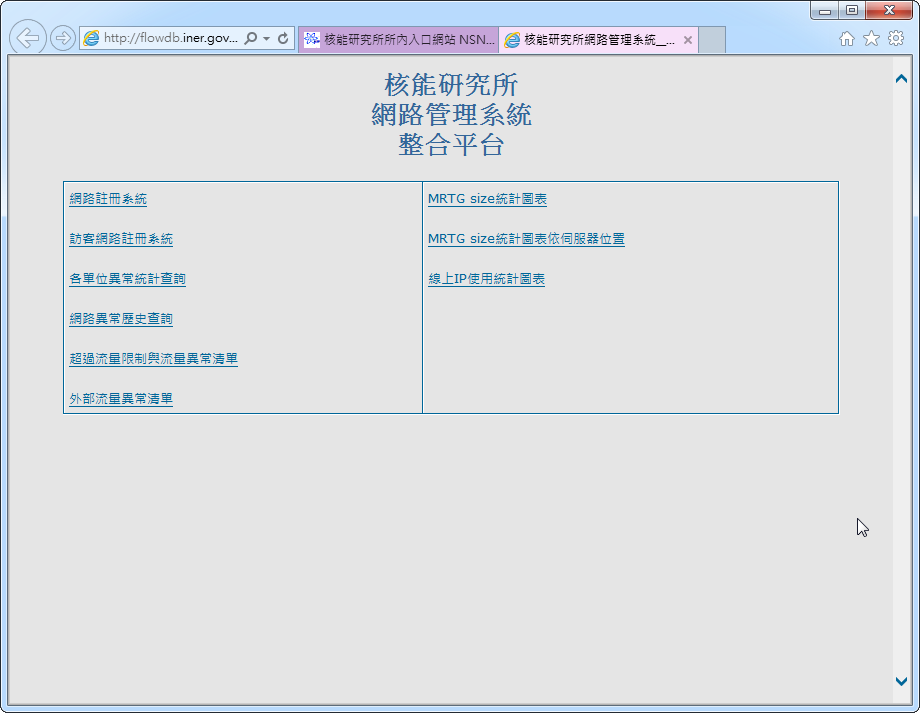 http://flowdb.iner.gov...
核能研究所所內入口網站 NSN...
核能研究所網路管理系統__...
核能研究所
網路管理系統
整合平台
網路註冊系統
MRTG size統計圖表
訪客網路註冊系統
MRTG size統計圖表依伺服器位置
各單位異常統計查詢
線上IP使用統計圖表
網路異常歷史查詢
超過流量限制與流量異常清單
外部流量異常清單